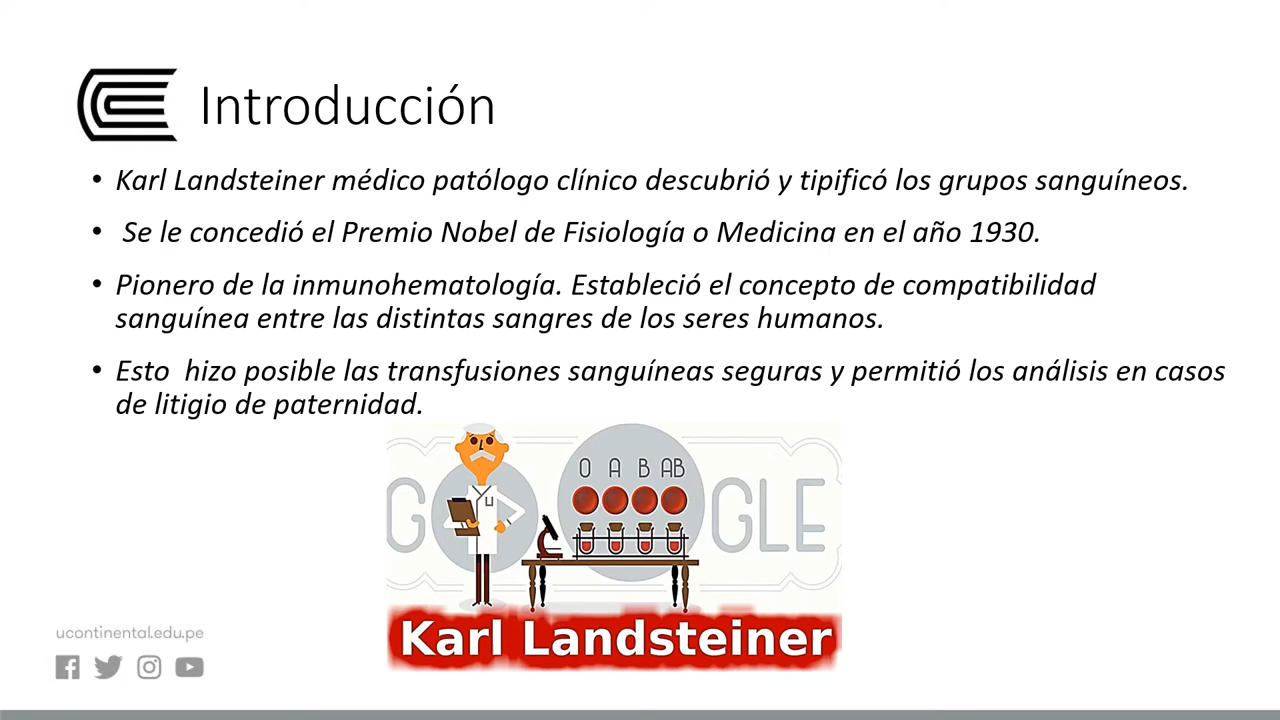 Introducción
• Karl Landsteiner médico patólogo clínico descubrió y tipificó los grupos sanguíneos.
• Se le concedió el Premio Nobel de Fisiología o Medicina en el año 1930.
• Pionero de la inmunohematología. Estableció el concepto de compatibilidad
sanguínea entre las distintas sangres de los seres humanos.
• Esto  hizo posible las transfusiones sanguíneas seguras y permitió los análisis en casos
de litigio de paternidad.
O A B AB
G GLE
Karl Landsteiner
ucontinental.edu.pe